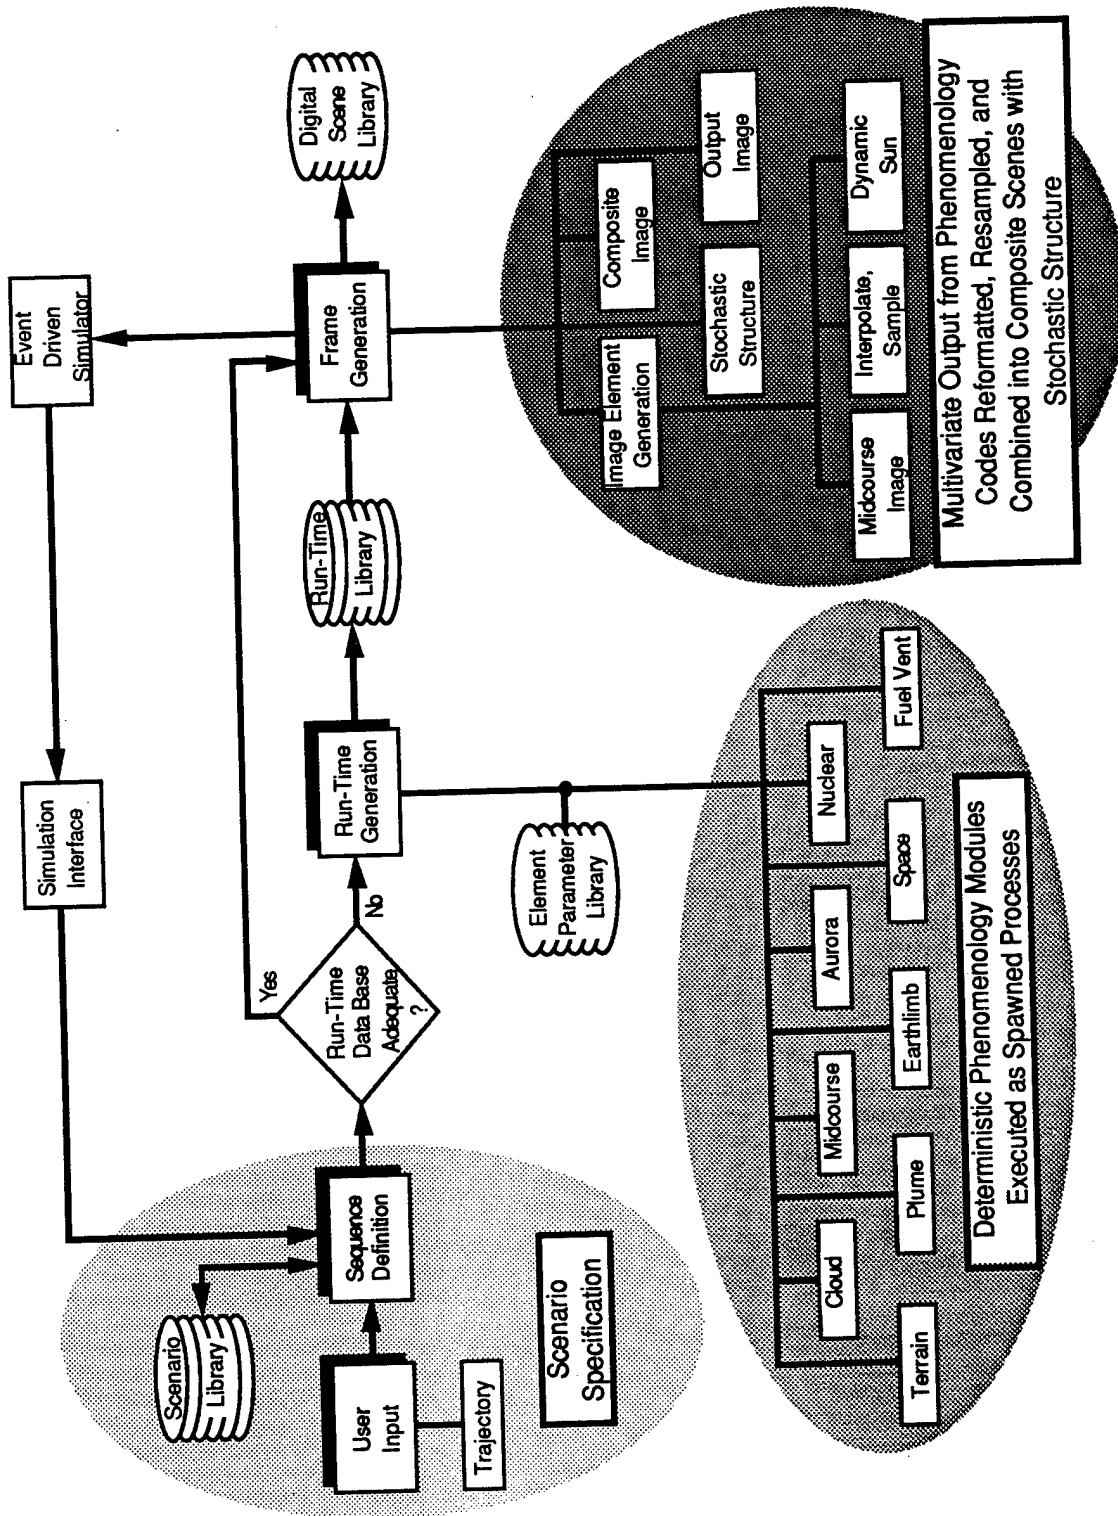 Event
Driven
Simulator
Simulation
Interface
Scenario
Library
User
Input
Trajectory
Sequence
Definition
Scenario
Specification
Run-Time
Data Base
Adequate
?
Yes
No
Run-Time
Generation
Run-Time
Library
Frame
Generation
Digital
Scene
Library
Element
Parameter
Library
Terrain
Cloud
Plume
Midcourse
Earthlimb
Aurora
Space
Nuclear
Fuel Vent
Deterministic Phenomenology Modules
Executed as Spawned Processes
Image Element
Generation
Composite
Image
Stochastic
Structure
Output
Image
Midcourse
Image
Interpolate,
Sample
Dynamic
Sun
Multivariate Output from Phenomenology
Codes Reformatted, Resampled, and
Combined into Composite Scenes with
Stochastic Structure